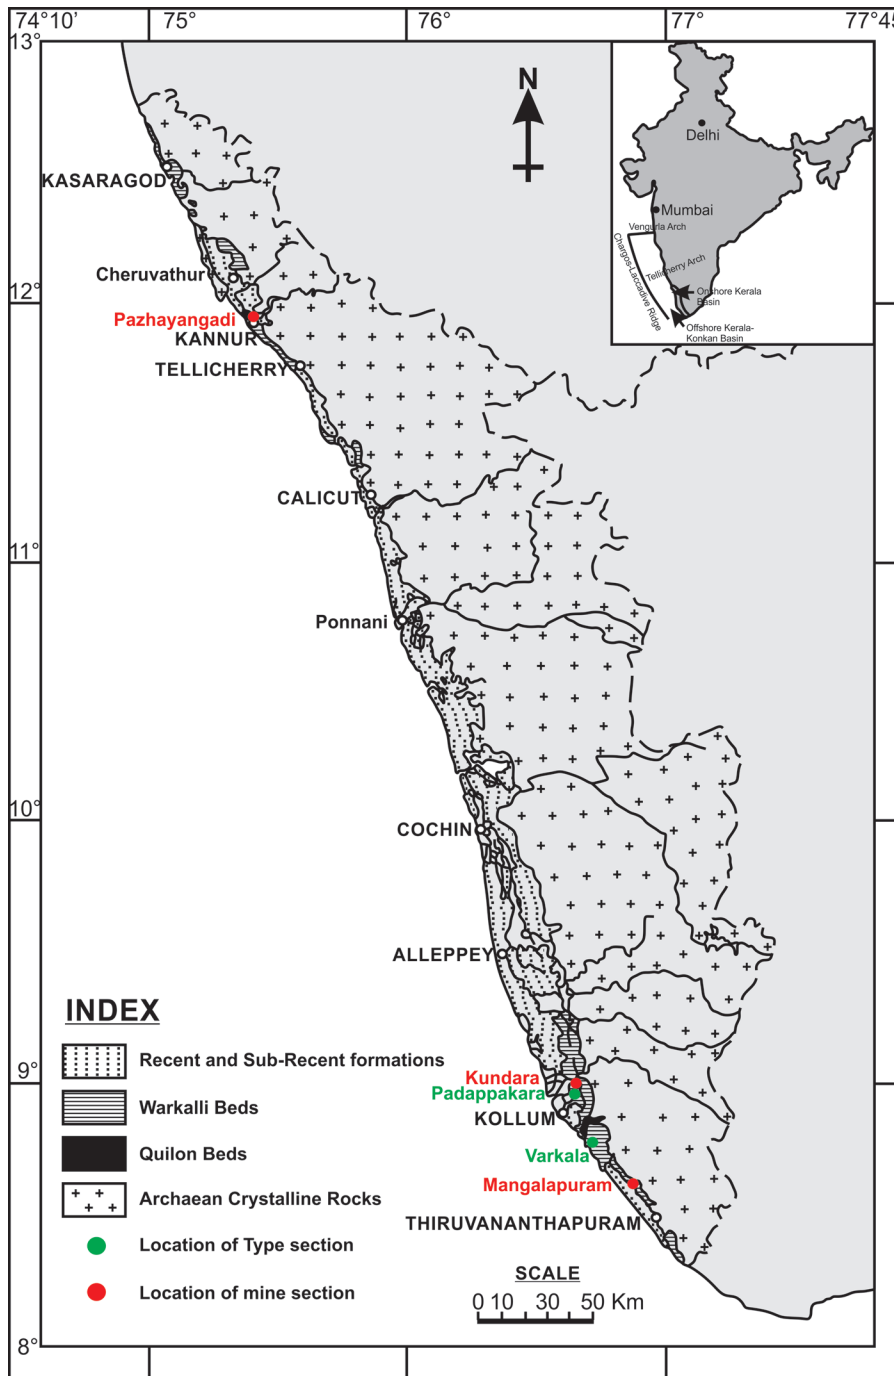 74°10’ 75° 76° 77° 77°45
13°
N
Delhi
Mumbai
Vengurla Arch
Chargos-Laccadive Ridge
Tellicherry Arch
Onshore Kerala
Basin
Offshore Kerala-
Konkan Basin
KASARAGOD
Cheruvathur
12°
Pazhayangadi
KANNUR
TELLICHERRY
CALICUT
11°
Ponnani
10°
COCHIN
ALLEPPEY
9°
Kundara
Padappakara
KOLLUM
Varkala
Mangalapuram
THIRUVANANTHAPURAM
INDEX
Recent and Sub-Recent formations
Warkalli Beds
Quilon Beds
Archaean Crystalline Rocks
Location of Type section
Location of mine section
SCALE
0 10 30 50 Km
8°